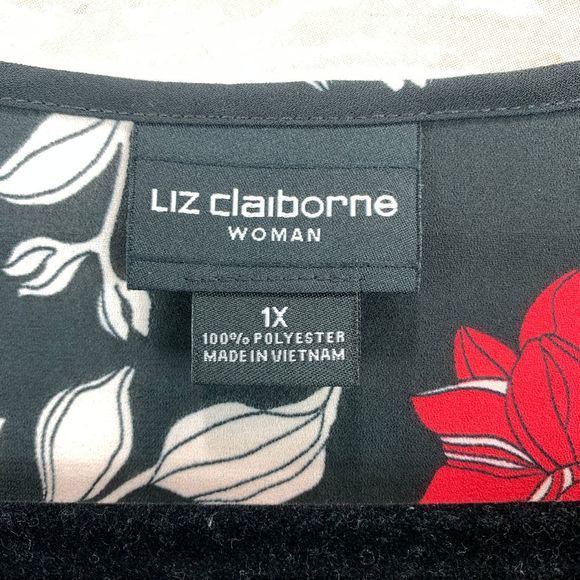 Liz claiborne
WOMAN
1X
100% POLYESTER
MADE IN VIETNAM